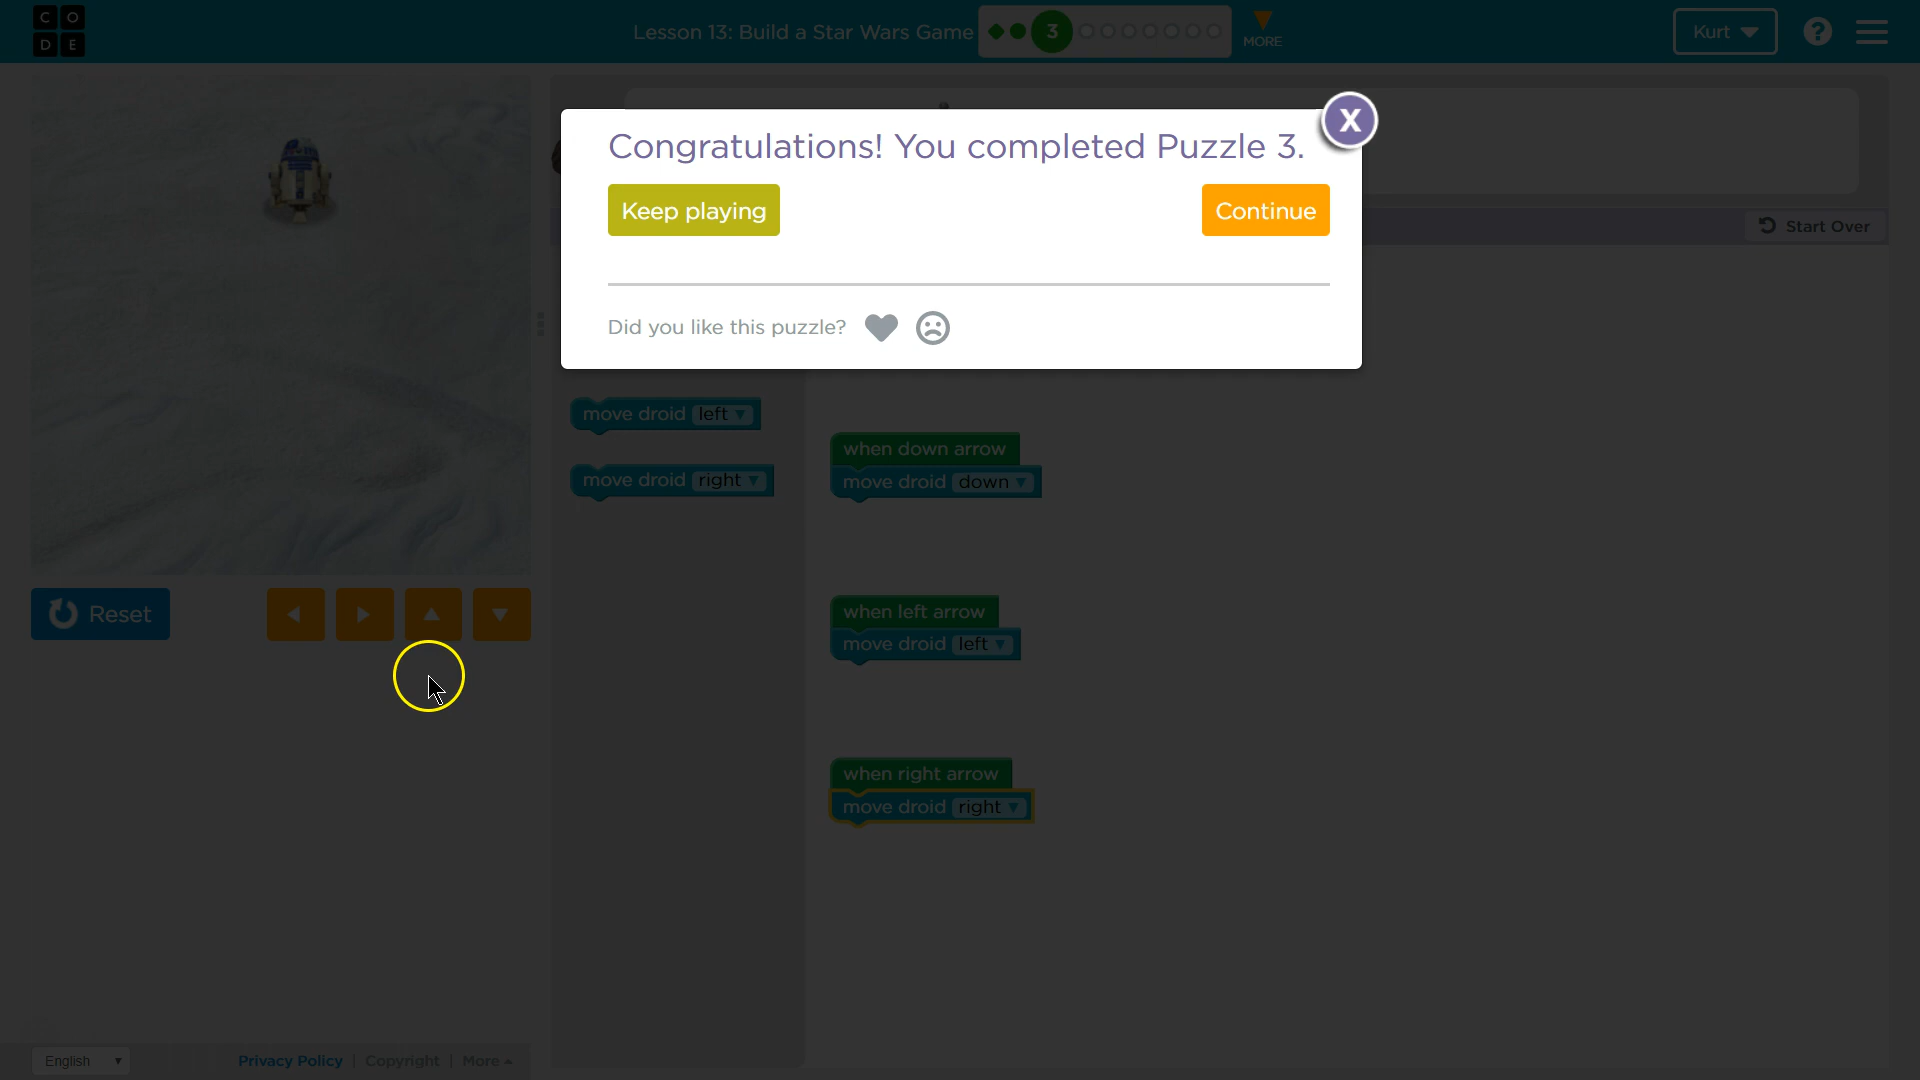 C O
D E
Lesson 13: Build a Star Wars Game
3
MORE
Kurt
?
Congratulations! You completed Puzzle 3.
X
Keep playing
Continue
Start Over
Did you like this puzzle?
move droid left
move droid right
when down arrow
move droid down
when left arrow
move droid left
when right arrow
move droid right
Reset
English
Privacy Policy | Copyright | More